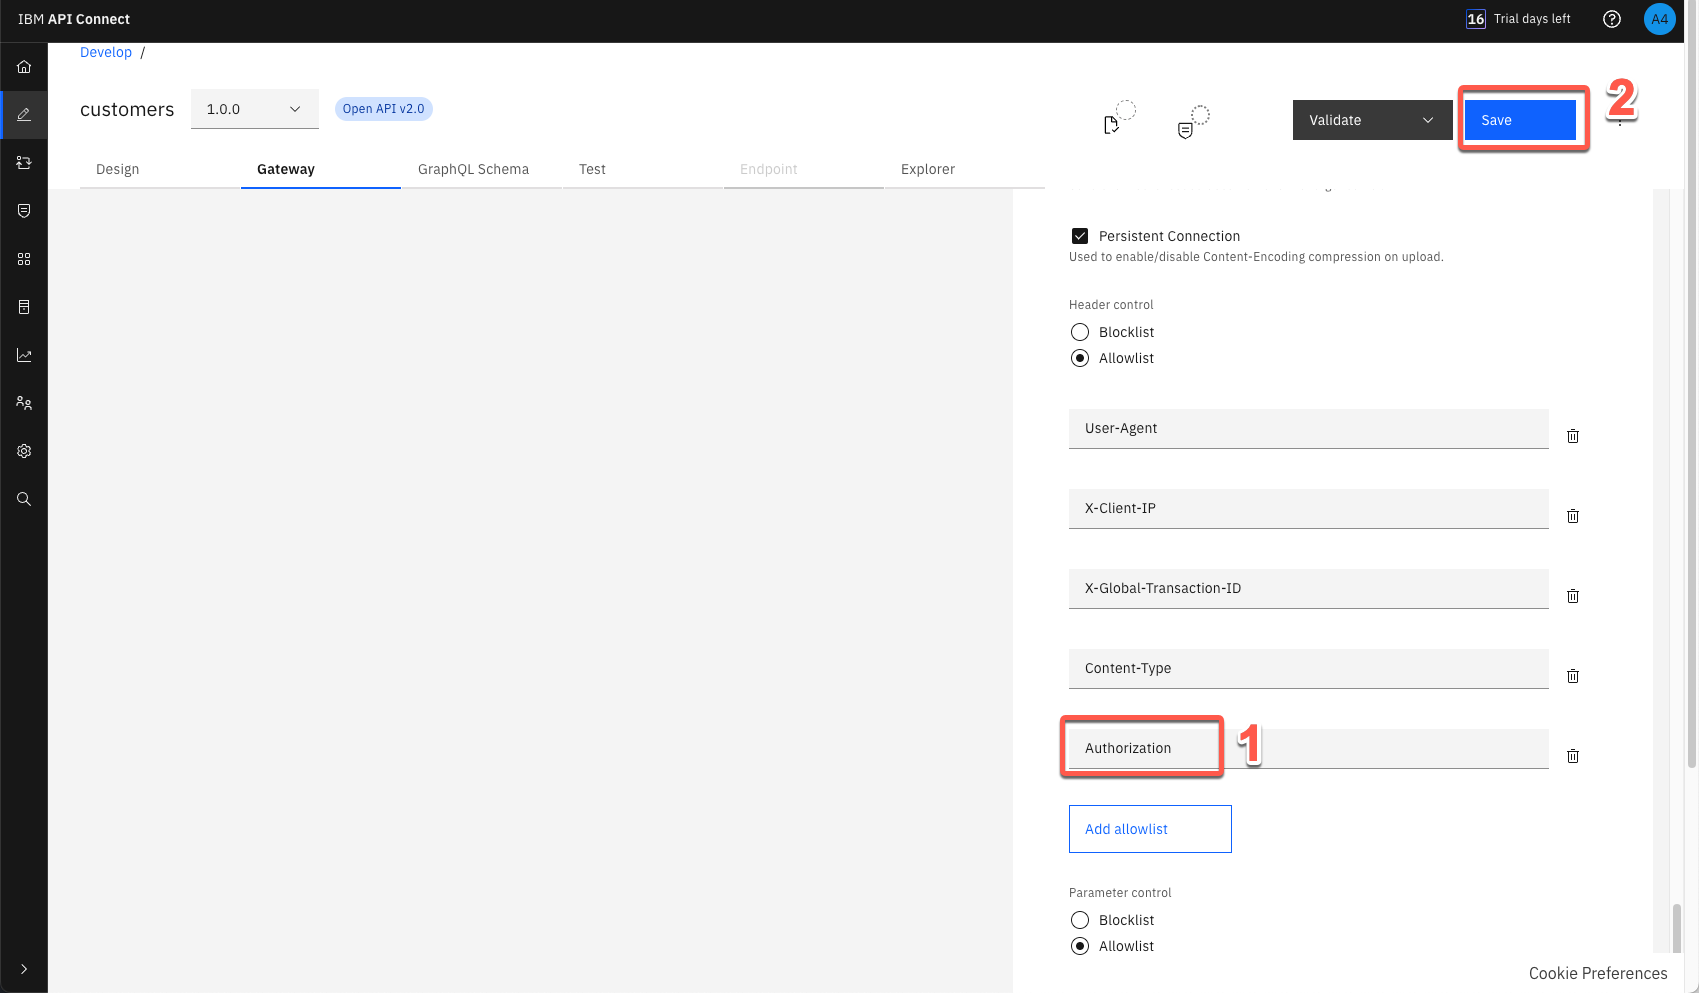 IBM API Connect
16 Trial days left
A4
Develop /
customers
1.0.0
Open API v2.0
Validate
Save
2
Design
Gateway
GraphQL Schema
Test
Endpoint
Explorer
Persistent Connection
Used to enable/disable Content-Encoding compression on upload.
Header control
Blocklist
Allowlist
User-Agent
X-Client-IP
X-Global-Transaction-ID
Content-Type
Authorization
1
Add allowlist
Parameter control
Blocklist
Allowlist
Cookie Preferences